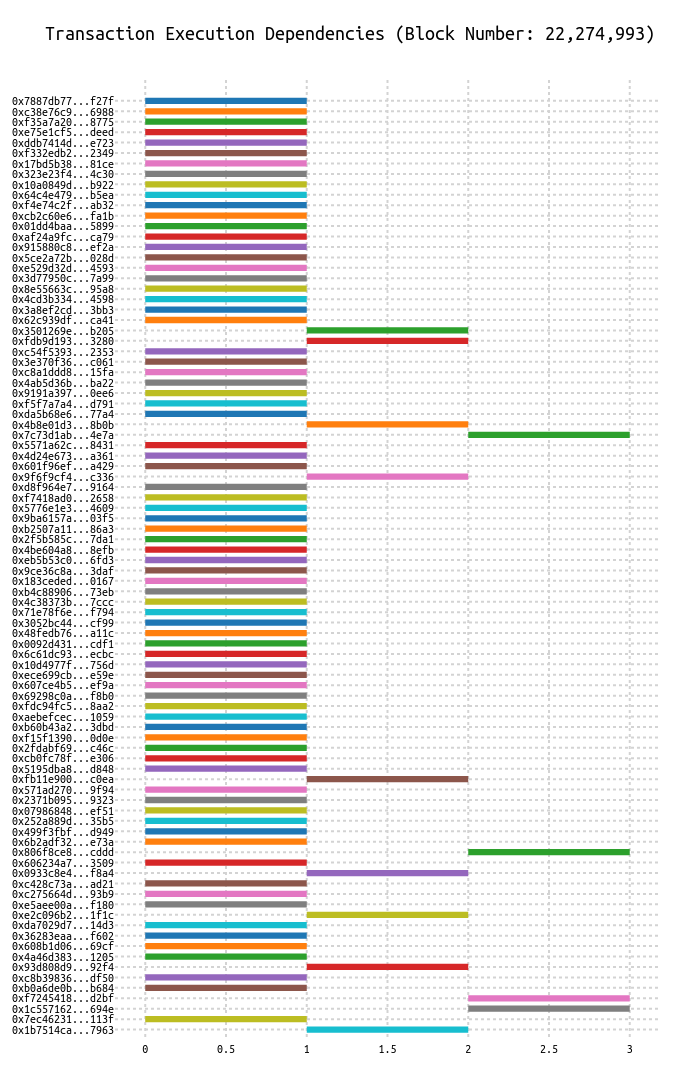 Transaction Execution Dependencies (Block Number: 22,274,993)
0x7887db77...f27f
0xc38e76c9...6988
0xf35a7a20...8775
0xe75e1cf5...deed
0xddb7414d...e723
0xf332edb2...2349
0x17bd5b38...81ce
0x323e23f4...4c30
0x10a0849d...b922
0x64c4e479...b5ea
0xf4e74c2f...ab32
0xcb2c60e6...fa1b
0x01dd4baa...5899
0xaf24a9fc...ca79
0x915880c8...ef2a
0x5ce2a72b...028d
0xe529d32d...4593
0x3d77950c...7a99
0x8e55663c...95a8
0x4cd3b334...4598
0x3a8ef2cd...3bb3
0x62c939df...ca41
0x3501269e...b205
0xfdb9d193...3280
0xc54f5393...2353
0x3e370f36...c061
0xc8a1ddd8...15fa
0x4ab5d36b...ba22
0x9191a397...0ee6
0xf5f7a7a4...d791
0xda5b68e6...77a4
0x4b8e01d3...8b0b
0x7c73d1ab...4e7a
0x5571a62c...8431
0x4d24e673...a361
0x601f96ef...a429
0x9f6f9cf4...c336
0xd8f964e7...9164
0xf7418ad0...2658
0x5776e1e3...4609
0x9ba6157a...03f5
0xb2507a11...86a3
0x2f5b585c...7da1
0x4be604a8...8efb
0xeb5b53c0...6fd3
0x9ce36c8a...3daf
0x183ceded...0167
0xb4c88906...73eb
0x4c38373b...7ccc
0x71e78f6e...f794
0x3052bc44...cf99
0x48fedb76...a11c
0x0092d431...cdf1
0x6c61dc93...ecbc
0x10d4977f...756d
0xece699cb...e59e
0x607ce4b5...ef9a
0x69298c0a...f8b0
0xfdc94fc5...8aa2
0xaebefcec...1059
0xb60b43a2...3dbd
0xf15f1390...0d0e
0x2fdabf69...c46c
0xcb0fc78f...e306
0x5195dba8...d848
0xfb11e900...c0ea
0x571ad270...9f94
0x2371b095...9323
0x07986848...ef51
0x252a889d...35b5
0x499f3fbf...d949
0x6b2adf32...e73a
0x806f8ce8...cddd
0x606234a7...3509
0x0933c8e4...f8a4
0xc428c73a...ad21
0xc275664d...93b9
0xe5aee00a...f180
0xe2c096b2...1f1c
0xda7029d7...14d3
0x36283eaa...f602
0x608b1d06...69cf
0x4a46d383...1205
0x93d808d9...92f4
0xc8b39836...df50
0xb0a6de0b...b684
0xf7245418...d2bf
0x1c557162...694e
0x7ec46231...113f
0x1b7514ca...7963
0 0.5 1 1.5 2 2.5 3